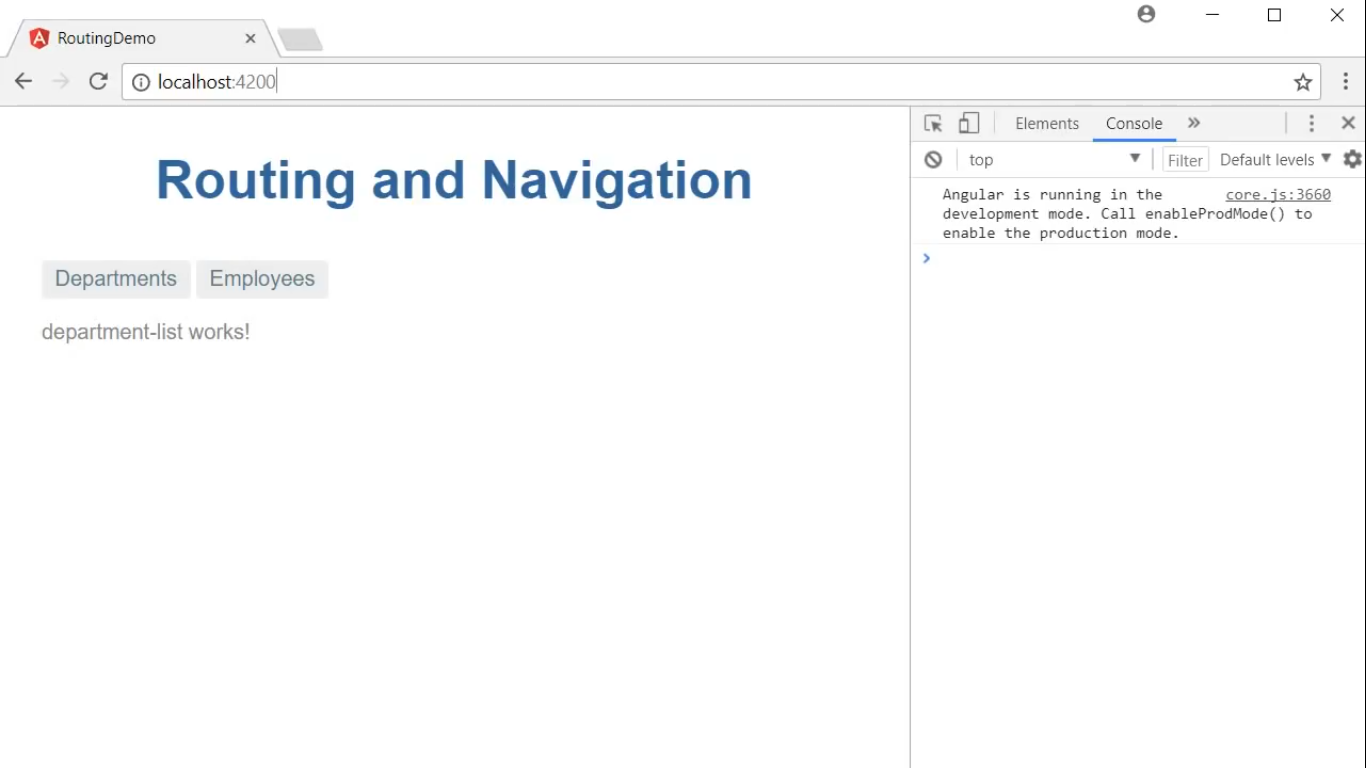 RoutingDemo
localhost:4200
Elements Console
top Filter Default levels
Routing and Navigation
Departments Employees
department-list works!
Angular is running in the core.js:3660
development mode. Call enableProdMode() to
enable the production mode.